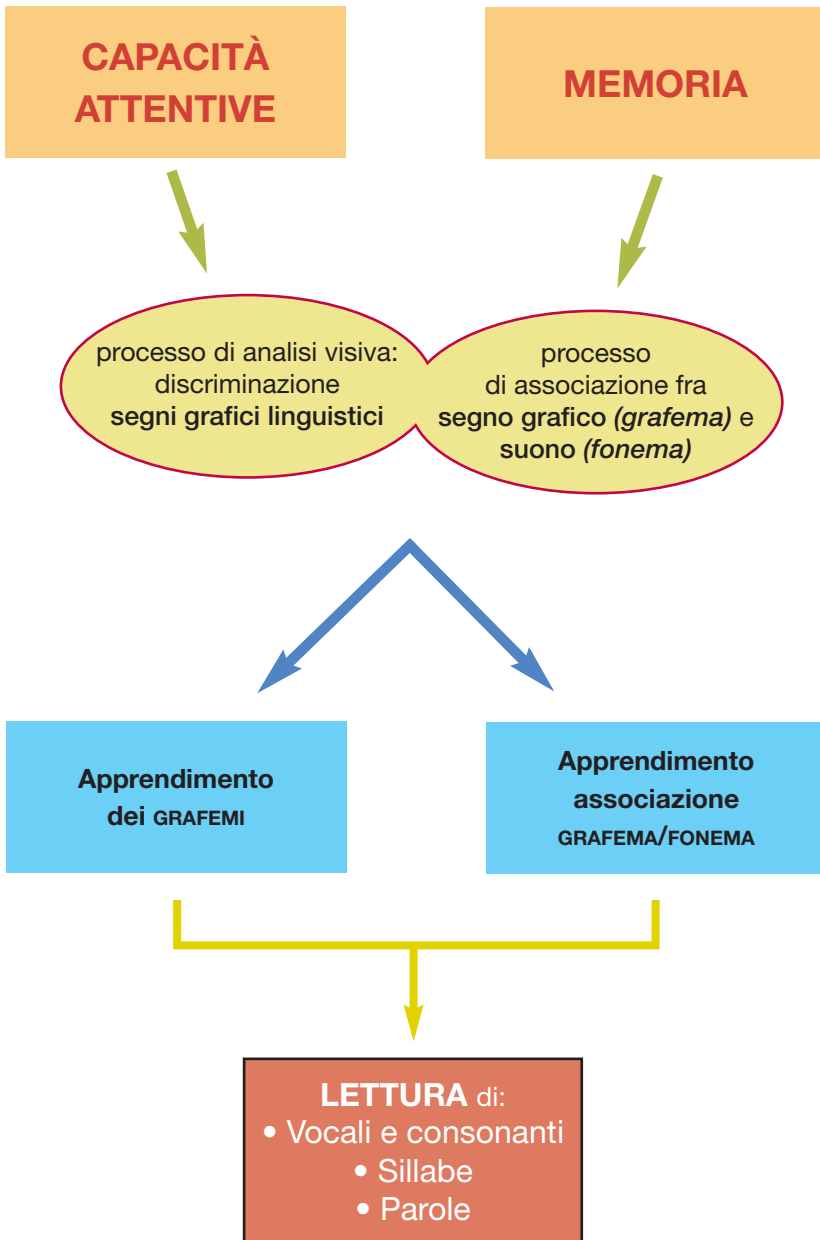 CAPACITÀ
ATTENTIVE
MEMORIA
processo di analisi visiva:
discriminazione
segni grafici linguistici
processo
di associazione fra
segno grafico (grafema) e
suono (fonema)
Apprendimento
dei GRAFEMI
Apprendimento
associazione
GRAFEMA/FONEMA
LETTURA di:
• Vocali e consonanti
• Sillabe
• Parole